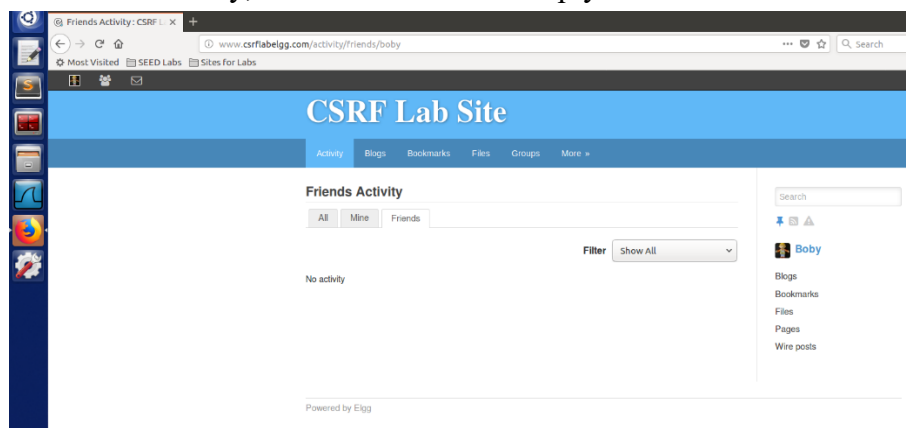 Friends Activity: CSRF L
www.csrflabelgg.com/activity/friends/boby
Search
Most Visited SEED Labs Sites for Labs
CSRF Lab Site
Activity Blogs Bookmarks Files Groups More »
Friends Activity
All Mine Friends
Filter Show All
No activity
Search
Boby
Blogs
Bookmarks
Files
Pages
Wire posts
Powered by Elgg